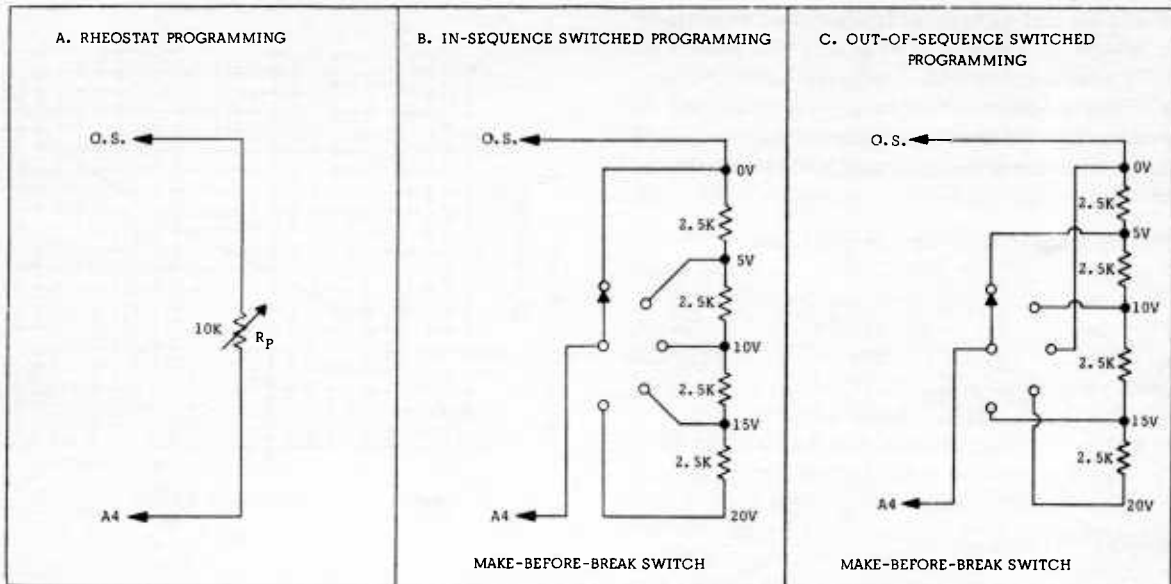 A. RHEOSTAT PROGRAMMING
O.S.
10K
RP
A4
B. IN-SEQUENCE SWITCHED PROGRAMMING
O.S.
0V
2.5K
5V
2.5K
10V
2.5K
15V
2.5K
A4
20V
MAKE-BEFORE-BREAK SWITCH
C. OUT-OF-SEQUENCE SWITCHED
PROGRAMMING
O.S.
0V
2.5K
5V
2.5K
10V
2.5K
15V
2.5K
A4
20V
MAKE-BEFORE-BREAK SWITCH